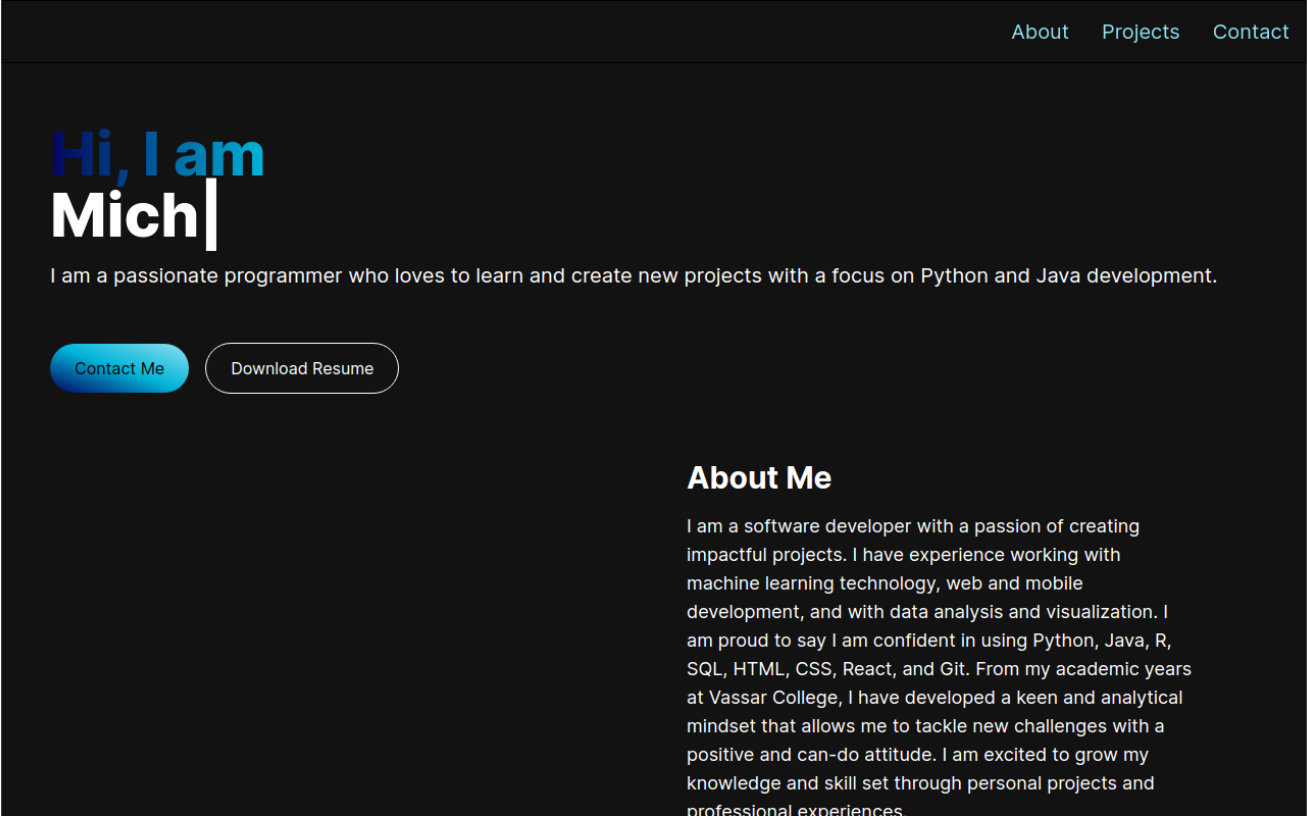 About Projects Contact
Hi, I am
Mich
I am a passionate programmer who loves to learn and create new projects with a focus on Python and Java development.
Contact Me Download Resume
About Me
I am a software developer with a passion of creating
impactful projects. I have experience working with
machine learning technology, web and mobile
development, and with data analysis and visualization. I
am proud to say I am confident in using Python, Java, R,
SQL, HTML, CSS, React, and Git. From my academic years
at Vassar College, I have developed a keen and analytical
mindset that allows me to tackle new challenges with a
positive and can-do attitude. I am excited to grow my
knowledge and skill set through personal projects and
professional experiences.